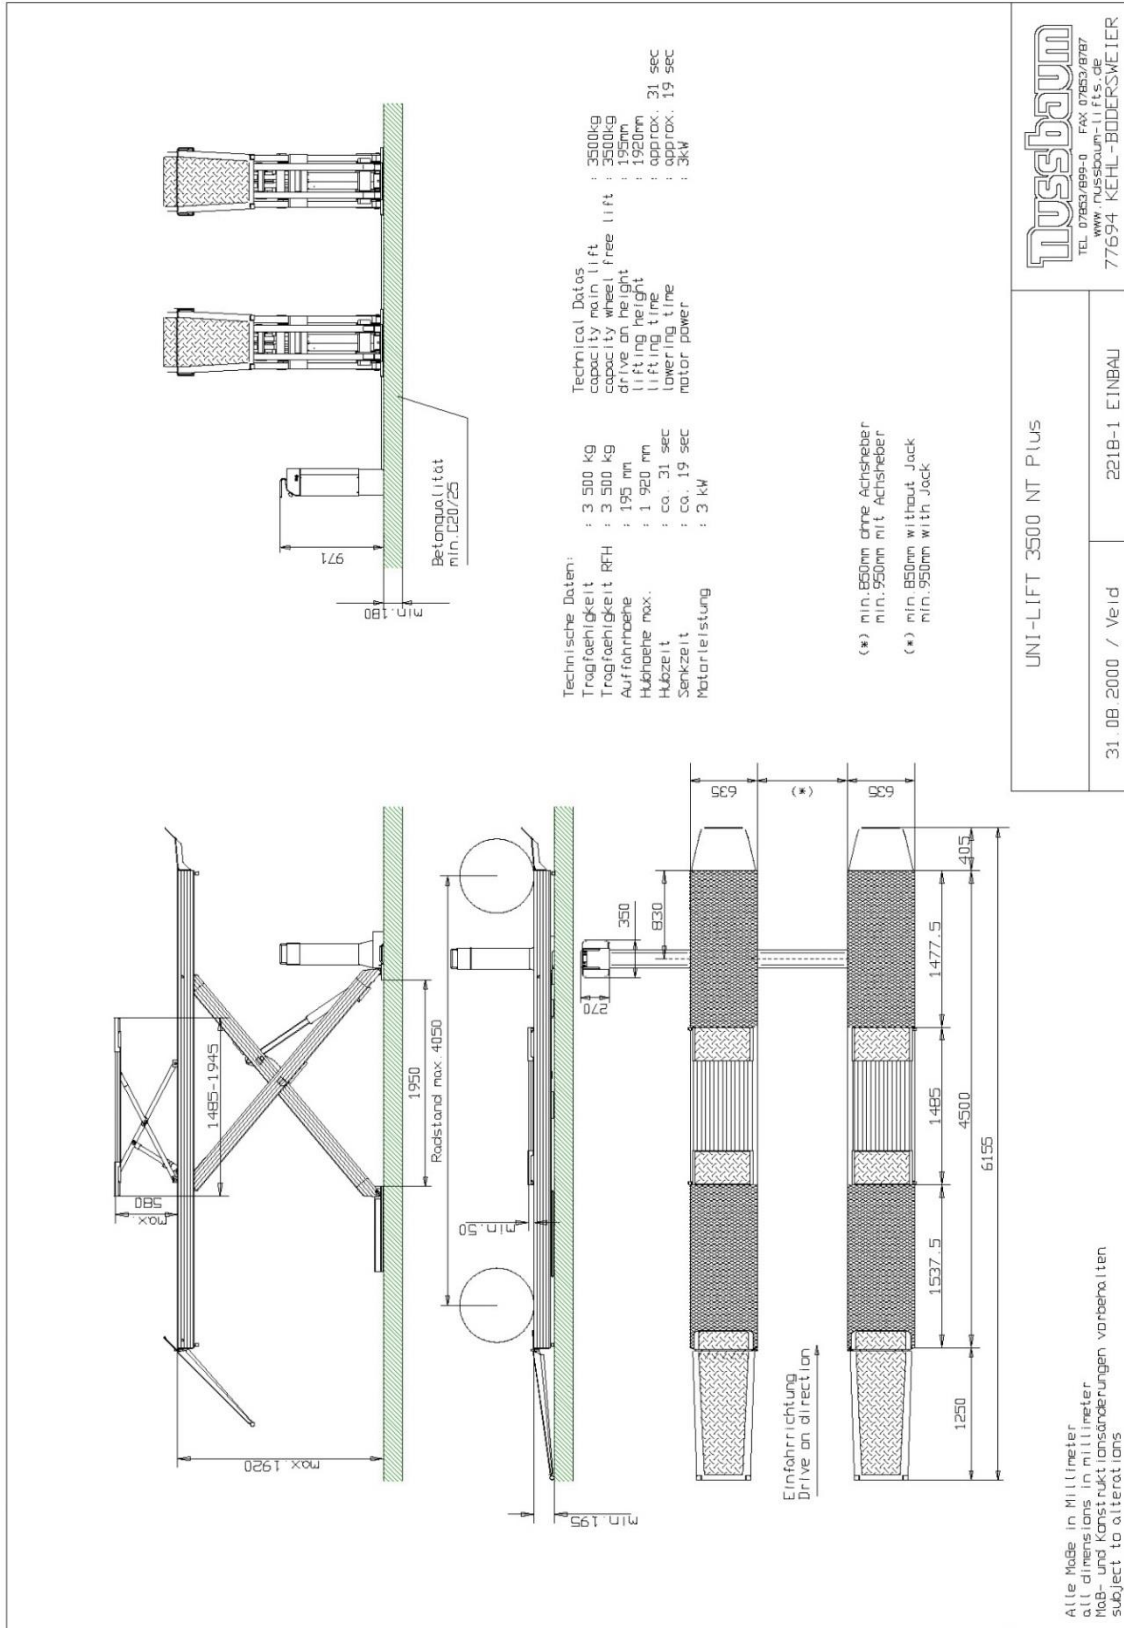 max.580
1485-1945
max.1920
1950
971
min.180
Betonqualität
min.C20/25
Radstand max.4050
min.50
min.195
Technische Daten:
Tragfaehigkeit : 3 500 kg
Tragfaehigkeit RFH : 3 500 kg
Auffahrhoehe : 195 mm
Hubhoehe max. : 1 920 mm
Hubzeit : ca. 31 sec
Senkzeit : ca. 19 sec
Motorleistung : 3 kW
Technical Datas
capacity main lift : 3500kg
capacity wheel free lift : 3500kg
drive on height : 195mm
lifting height : 1920mm
lifting time : approx. 31 sec
lowering time : approx. 19 sec
motor power : 3kW
270
350
830
635
(*)
635
Einfahrrichtung
Drive on direction
405
1477.5
1485
1537.5
4500
1250
6155
(*) min.850mm ohne Achsheber
min.950mm mit Achsheber
(*) min.850mm without Jack
min.950mm with Jack
Alle Maße in Millimeter
all dimensions in millimeter
Maß- und Konstruktionsänderungen vorbehalten
subject to alterations
UNI-LIFT 3500 NT Plus
31.08.2000 / Veid
2218-1 EINBAU
nussbaum
TEL 07853/899-0 FAX 07853/8787
www.nussbaum-lifts.de
77694 KEHL-BODERSWEIER